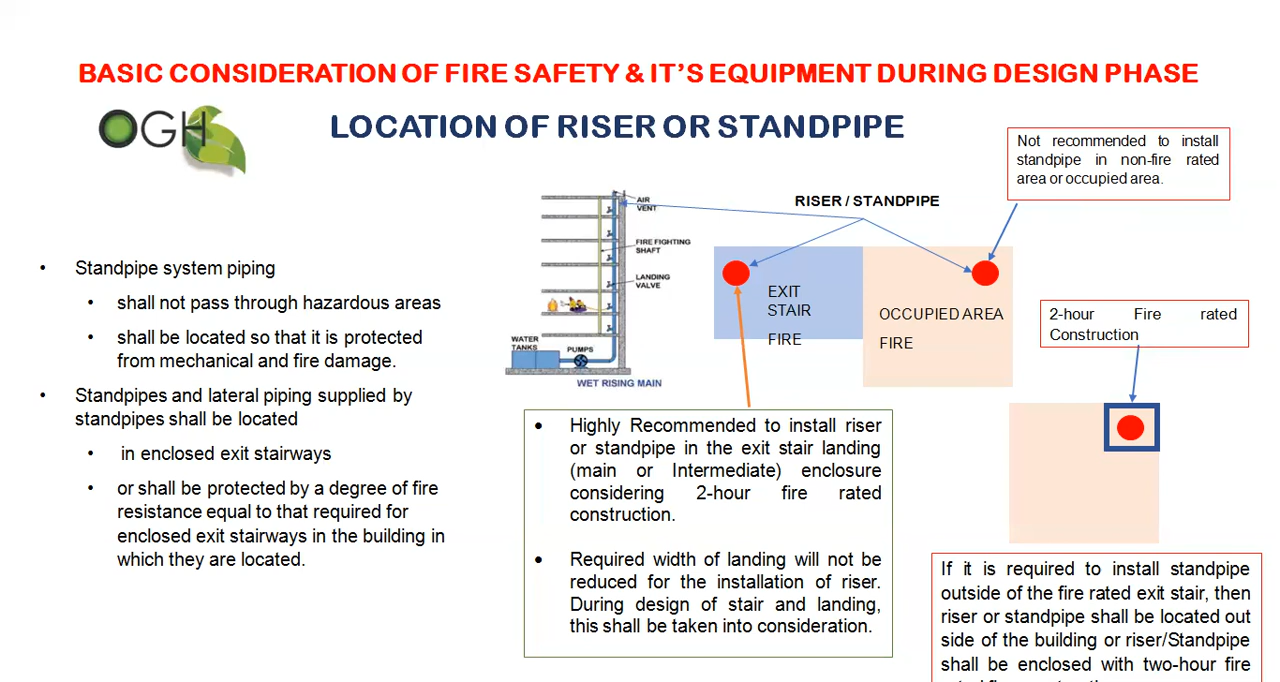 BASIC CONSIDERATION OF FIRE SAFETY & IT'S EQUIPMENT DURING DESIGN PHASE
OGH
LOCATION OF RISER OR STANDPIPE
• Standpipe system piping
• shall not pass through hazardous areas
• shall be located so that it is protected
from mechanical and fire damage.
• Standpipes and lateral piping supplied by
standpipes shall be located
• in enclosed exit stairways
• or shall be protected by a degree of fire
resistance equal to that required for
enclosed exit stairways in the building in
which they are located.
AIR
VENT
FIRE FIGHTING
SHAFT
LANDING
VALVE
WATER
TANKS
PUMPS
WET RISING MAIN
RISER / STANDPIPE
EXIT
STAIR
FIRE
OCCUPIED AREA
FIRE
Not recommended to install
standpipe in non-fire rated
area or occupied area.
2-hour Fire rated
Construction
• Highly Recommended to install riser
or standpipe in the exit stair landing
(main or Intermediate) enclosure
considering 2-hour fire rated
construction.
• Required width of landing will not be
reduced for the installation of riser.
During design of stair and landing,
this shall be taken into consideration.
If it is required to install standpipe
outside of the fire rated exit stair, then
riser or standpipe shall be located out
side of the building or riser/Standpipe
shall be enclosed with two-hour fire